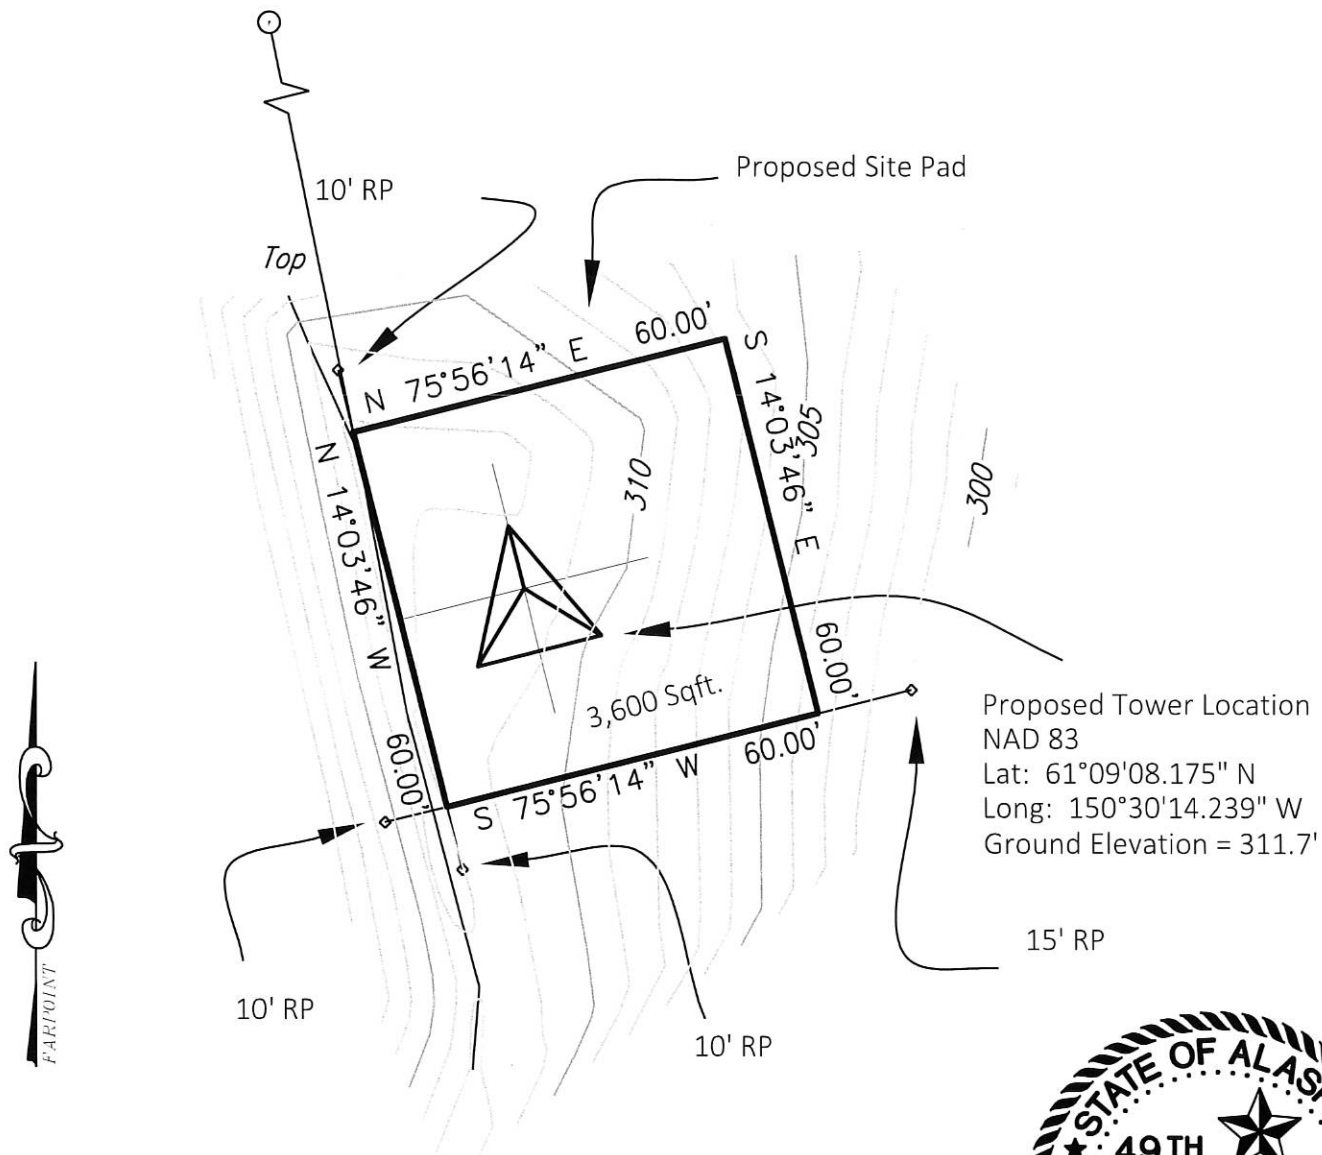 10' RP
Proposed Site Pad
Top
N 75°56'14" E 60.00'
S 14°03'46" E 60.00'
305
310
300
N 14°03'46" W 60.00'
3,600 Sqft.
S 75°56'14" W 60.00'
Proposed Tower Location
NAD 83
Lat: 61°09'08.175" N
Long: 150°30'14.239" W
Ground Elevation = 311.7'
15' RP
10' RP
10' RP
FARPOINT
STATE OF ALAS
49TH